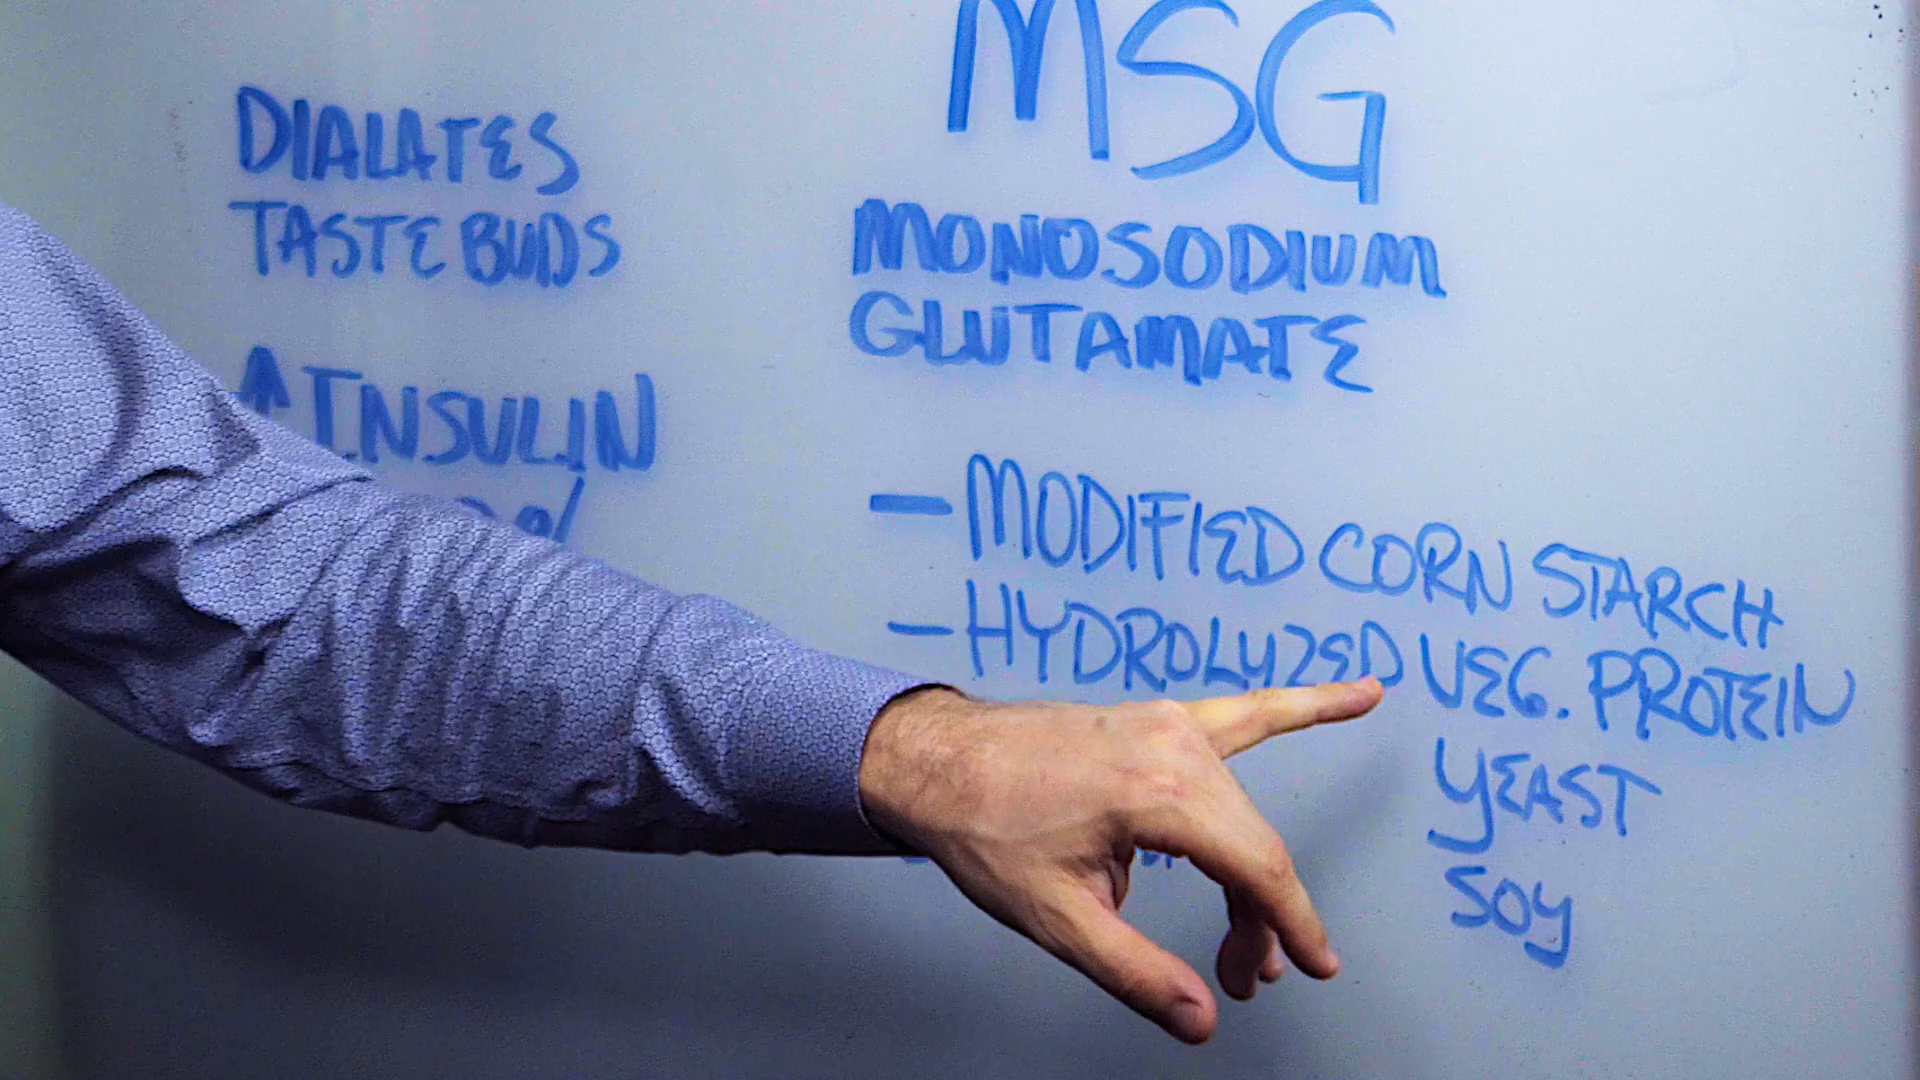 DIALATES
TASTE BUDS
↑ INSULIN
MSG
MONOSODIUM
GLUTAMATE
- MODIFIED CORN STARCH
- HYDROLYZED VEG. PROTEIN
YEAST
SOY